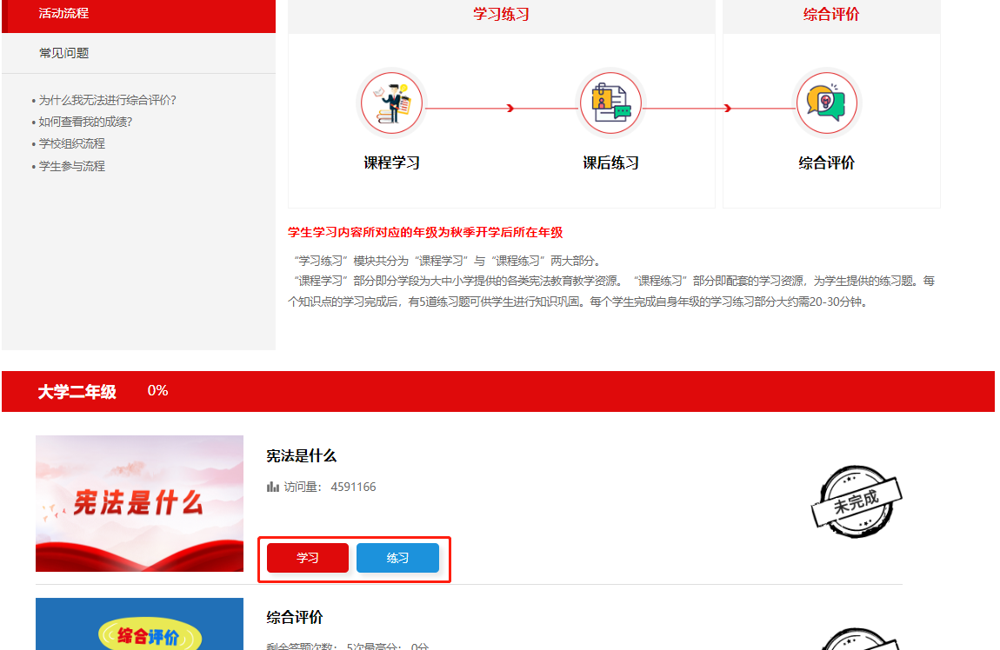 活动流程
常见问题
• 为什么我无法进行综合评价?
• 如何查看我的成绩?
• 学校组织流程
• 学生参与流程
学习练习
综合评价
课程学习
课后练习
综合评价
学生学习内容所对应的年级为秋季开学后所在年级
“学习练习”模块共分为“课程学习”与“课程练习”两大部分。
“课程学习”部分即分学段为大中小学提供的各类宪法教育教学资源。“课程练习”部分即配套的学习资源，为学生提供的练习题。每
个知识点的学习完成后，有5道练习题可供学生进行知识巩固。每个学生完成自身年级的学习练习部分大约需20-30分钟。
大学二年级 0%
宪法是什么
宪法是什么
访问量： 4591166
未完成
学习 练习
综合评价
综合评价
剩余答题次数： 5次最高分： 0分